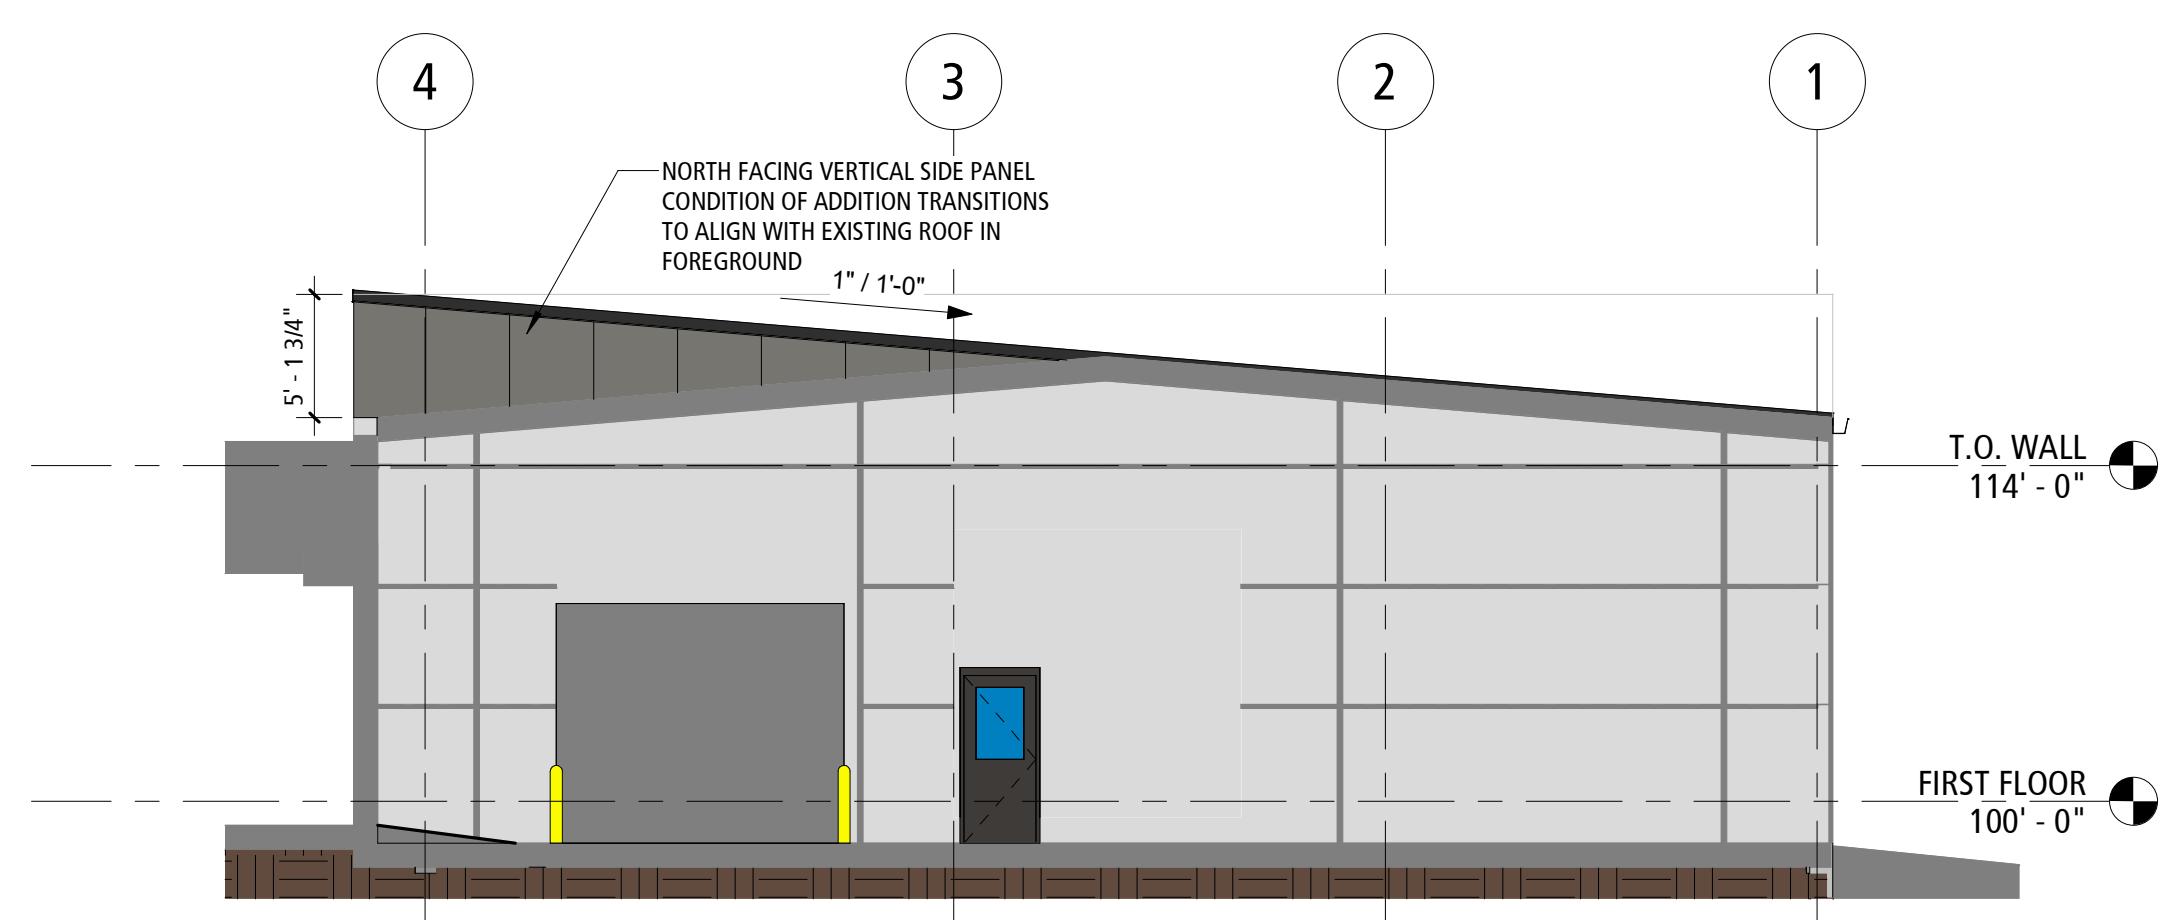 4
3
2
1
NORTH FACING VERTICAL SIDE PANEL
CONDITION OF ADDITION TRANSITIONS
TO ALIGN WITH EXISTING ROOF IN
FOREGROUND
1" / 1'-0"
5' - 1 3/4"
T.O. WALL
114' - 0"
FIRST FLOOR
100' - 0"